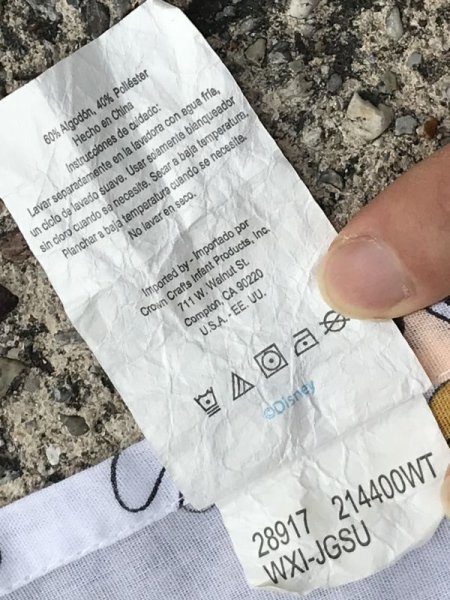 60% Algodón, 40% Poliéster
Hecho en China
Instrucciones de cuidado:
Lavar separadamente en la lavadora con agua fría,
un ciclo de lavado suave. Usar solamente blanqueador
sin cloro cuando se necesite. Secar a baja temperatura.
Planchar a baja temperatura cuando se necesite.
No lavar en seco.
Imported by - Importado por
Crown Crafts Infant Products, Inc.
711 W. Walnut St.
Compton, CA 90220
U.S.A. - EE. UU.
©Disney
28917 214400WT
WXI-JGSU